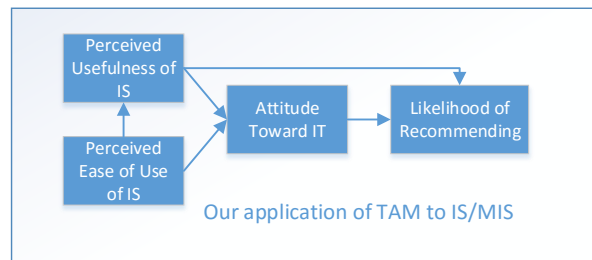 Perceived
Usefulness of
IS
Attitude
Toward IT
Likelihood of
Recommending
Perceived
Ease of Use
of IS
Our application of TAM to IS/MIS